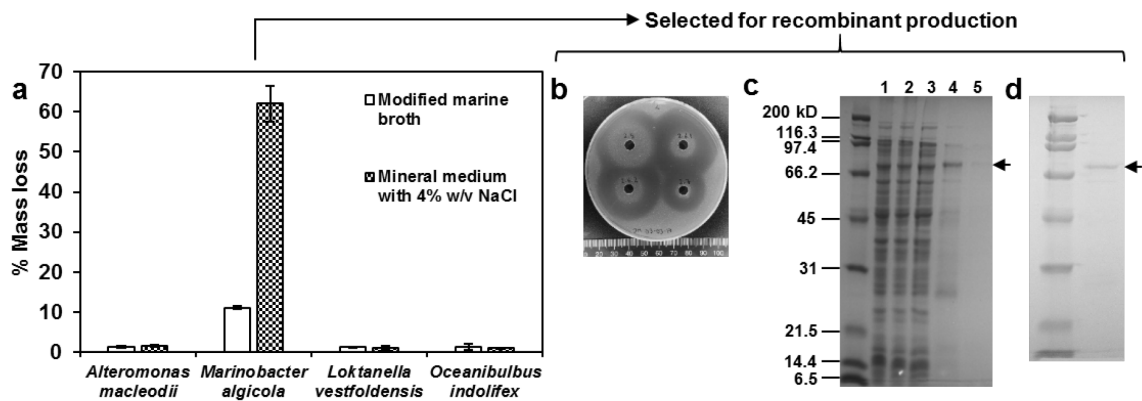 Selected for recombinant production
a
70
60
50
40
30
20
10
0
% Mass loss
Modified marine
broth
Mineral medium
with 4% w/v NaCl
Alteromonas
macleodii
Marinobacter
algicola
Loktanella
vestfoldensis
Oceanibulbus
indolifex
b
c
1 2 3 4 5
200 kD
116.3
97.4
66.2
45
31
21.5
14.4
6.5
d